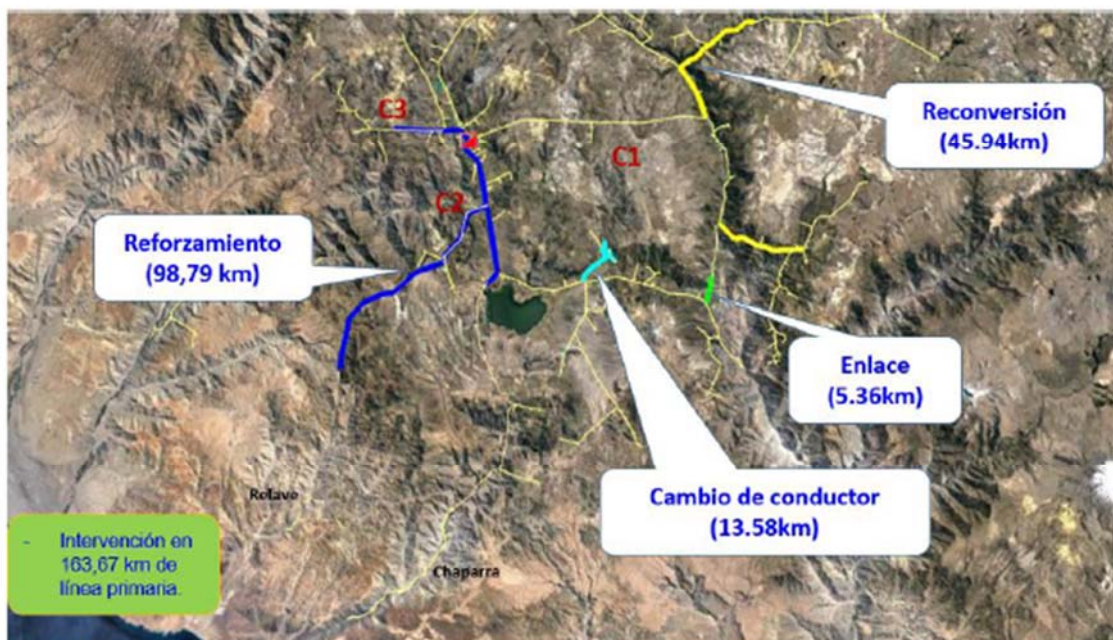 Reconversión
(45.94km)
C3
C1
C2
Reforzamiento
(98,79 km)
Enlace
(5.36km)
Cambio de conductor
(13.58km)
Relave
- Intervención en
163,67 km de
línea primaria.
Chaparra